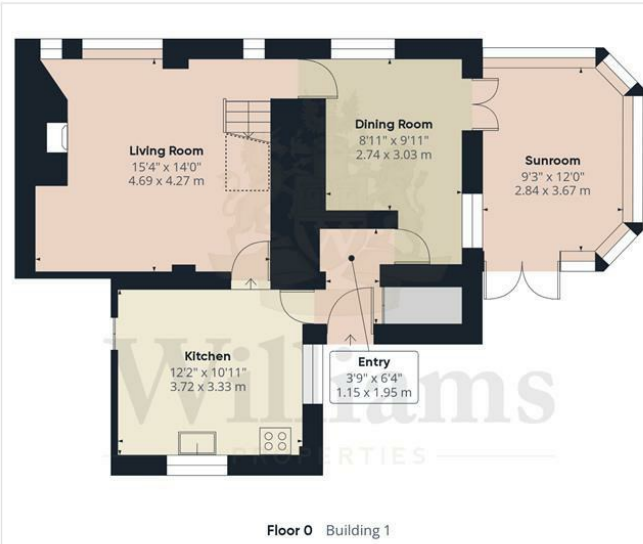 Living Room
15'4" x 14'0"
4.69 x 4.27 m
Dining Room
8'11" x 9'11"
2.74 x 3.03 m
Sunroom
9'3" x 12'0"
2.84 x 3.67 m
Kitchen
12'2" x 10'11"
3.72 x 3.33 m
Entry
3'9" x 6'4"
1.15 x 1.95 m
Williams
PROPERTIES
Floor 0 Building 1